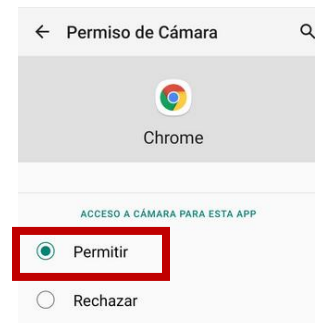 Permiso de Cámara
Chrome
ACCESO A CÁMARA PARA ESTA APP
Permitir
Rechazar